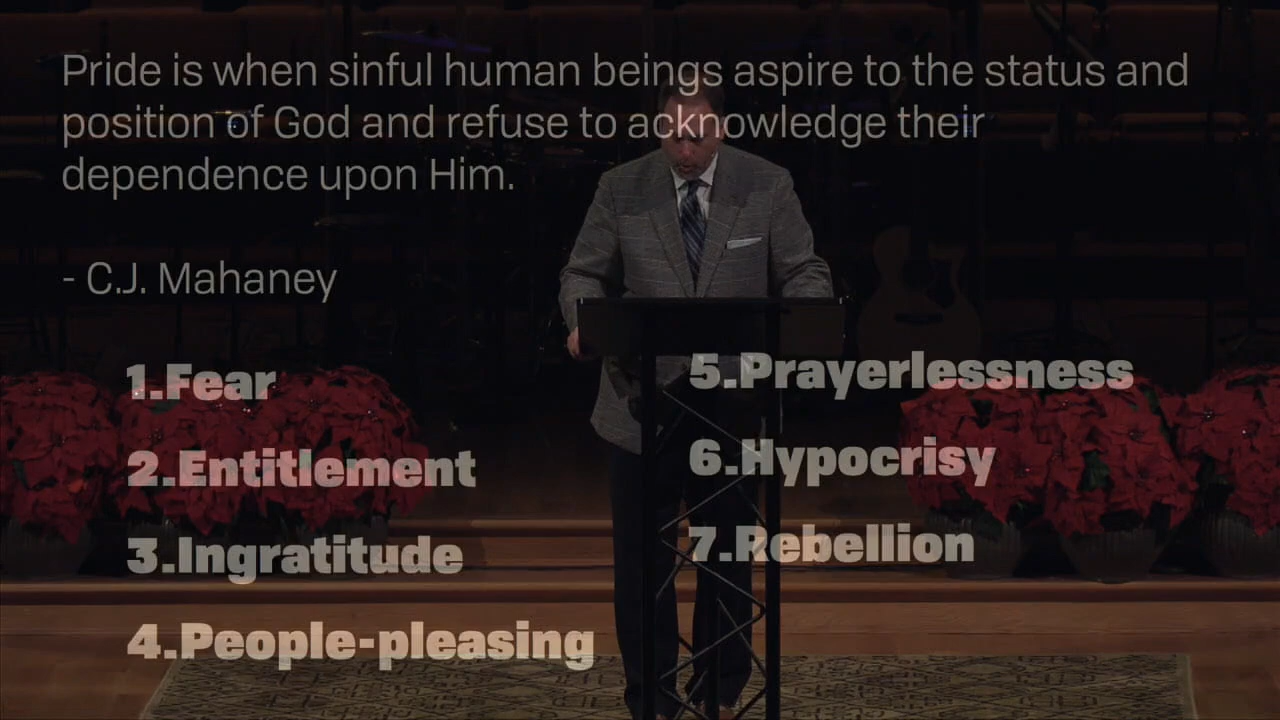 Pride is when sinful human beings aspire to the status and
position of God and refuse to acknowledge their
dependence upon Him.
- C.J. Mahaney
1.Fear
2.Entitlement
3.Ingratitude
4.People-pleasing
5.Prayerlessness
6.Hypocrisy
7.Rebellion